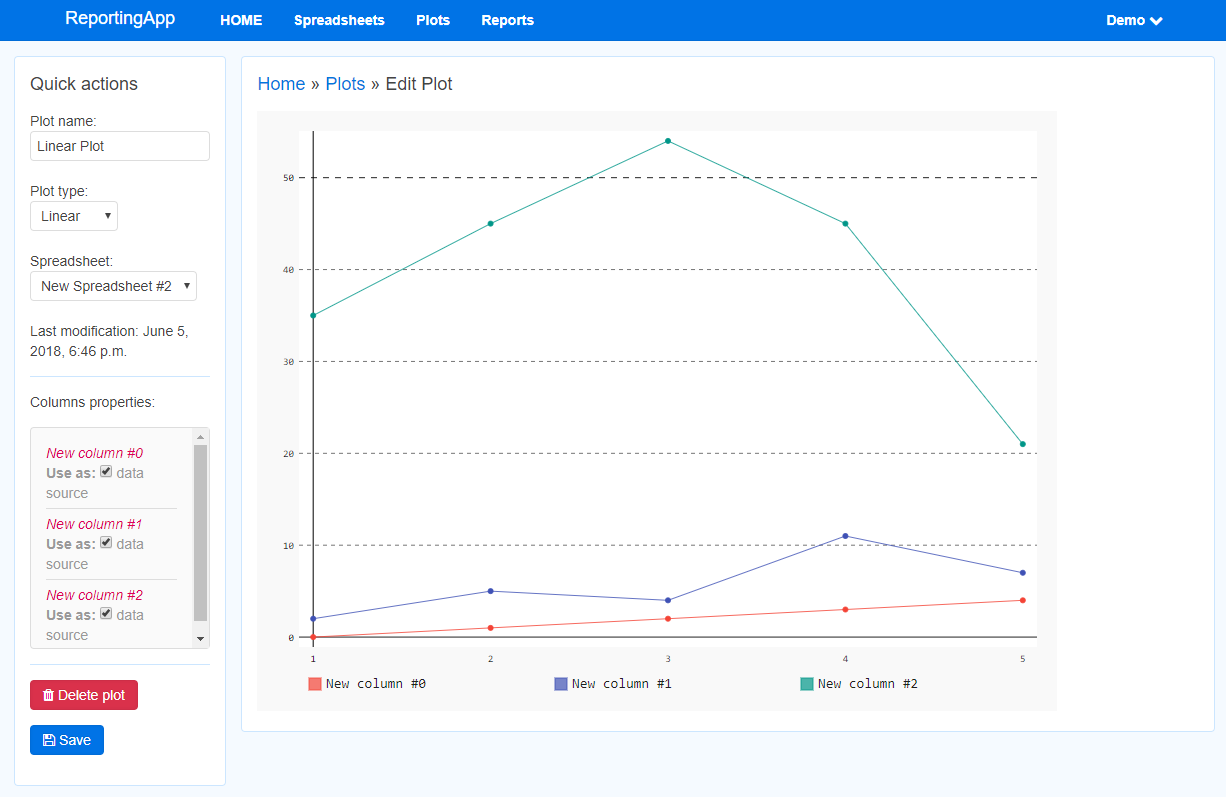 ReportingApp HOME Spreadsheets Plots Reports Demo
Quick actions
Plot name:
Linear Plot
Plot type:
Linear
Spreadsheet:
New Spreadsheet #2
Last modification: June 5,
2018, 6:46 p.m.
Columns properties:
New column #0
Use as: data
source
New column #1
Use as: data
source
New column #2
Use as: data
source
Delete plot
Save
Home » Plots » Edit Plot
50
40
30
20
10
0
1 2 3 4 5
New column #0 New column #1 New column #2